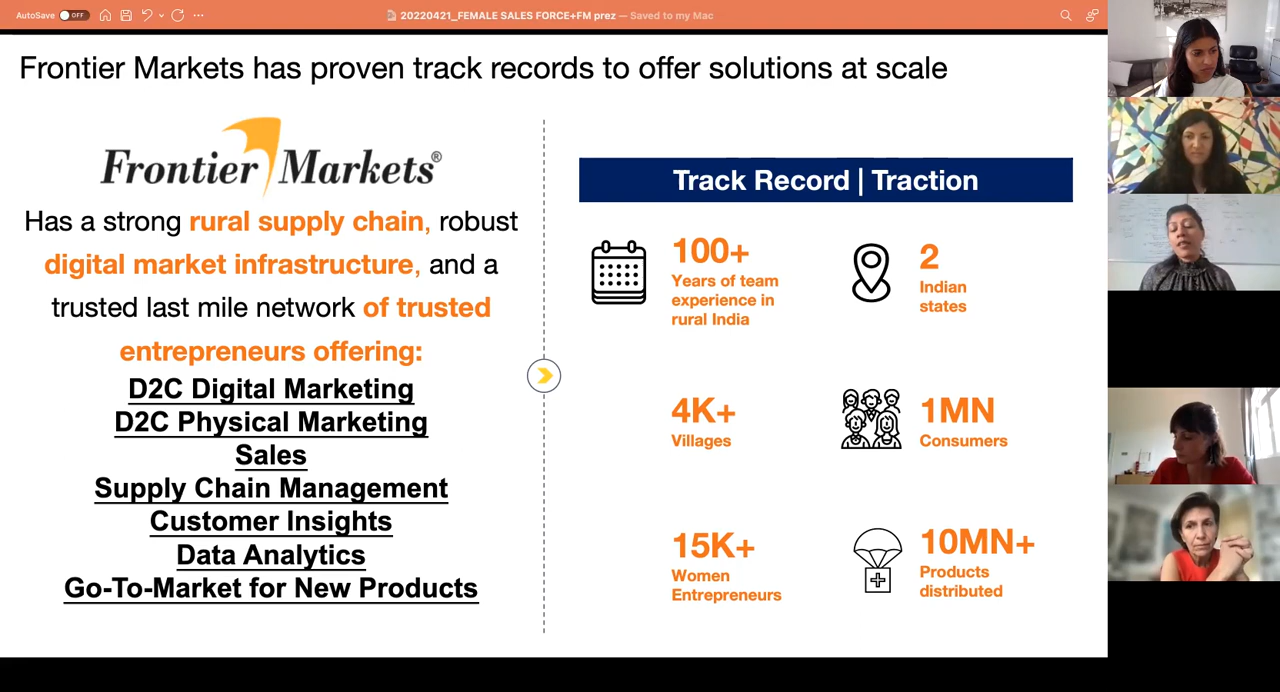 AutoSave OFF
20220421_FEMALE SALES FORCE+FM prez — Saved to my Mac
Frontier Markets has proven track records to offer solutions at scale
Frontier Markets®
Has a strong rural supply chain, robust
digital market infrastructure, and a
trusted last mile network of trusted
entrepreneurs offering:
D2C Digital Marketing
D2C Physical Marketing
Sales
Supply Chain Management
Customer Insights
Data Analytics
Go-To-Market for New Products
Track Record | Traction
100+
Years of team
experience in
rural India
2
Indian
states
4K+
Villages
1MN
Consumers
15K+
Women
Entrepreneurs
10MN+
Products
distributed